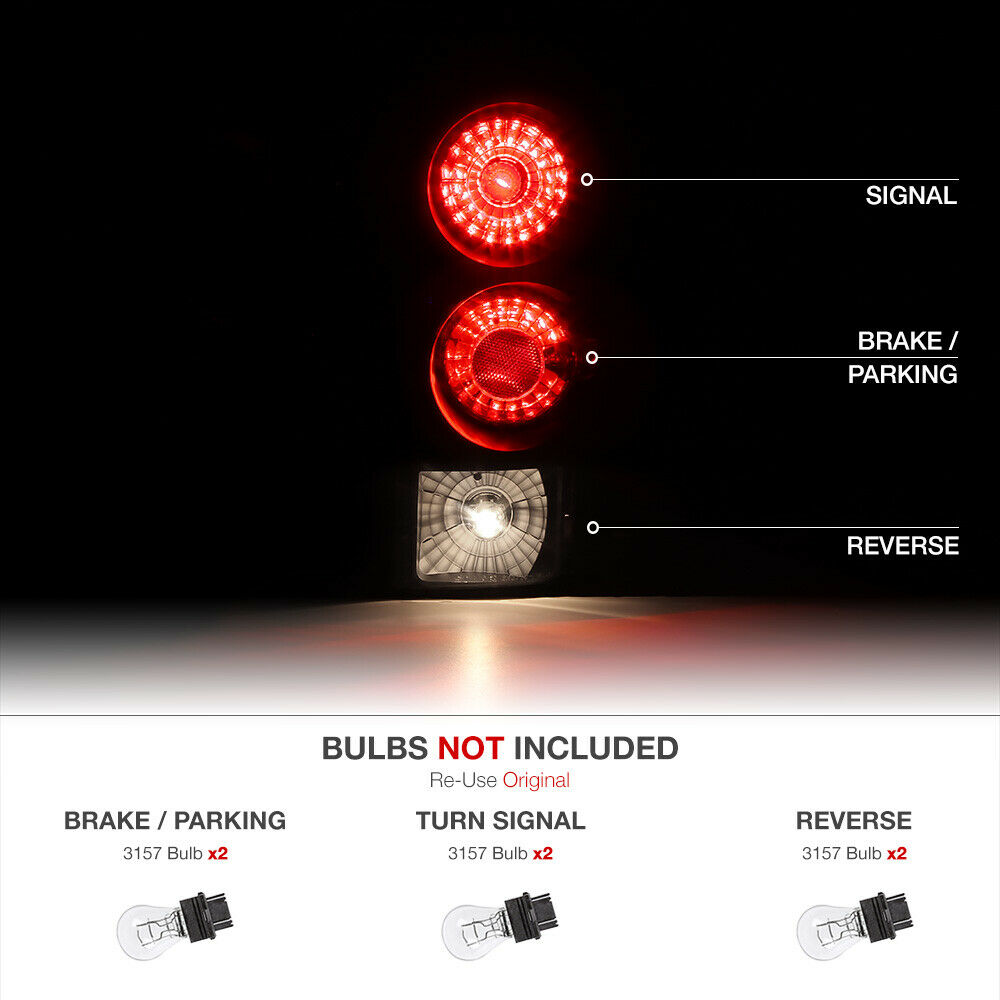 SIGNAL
BRAKE /
PARKING
REVERSE
BULBS NOT INCLUDED
Re-Use Original
BRAKE / PARKING
3157 Bulb x2
TURN SIGNAL
3157 Bulb x2
REVERSE
3157 Bulb x2